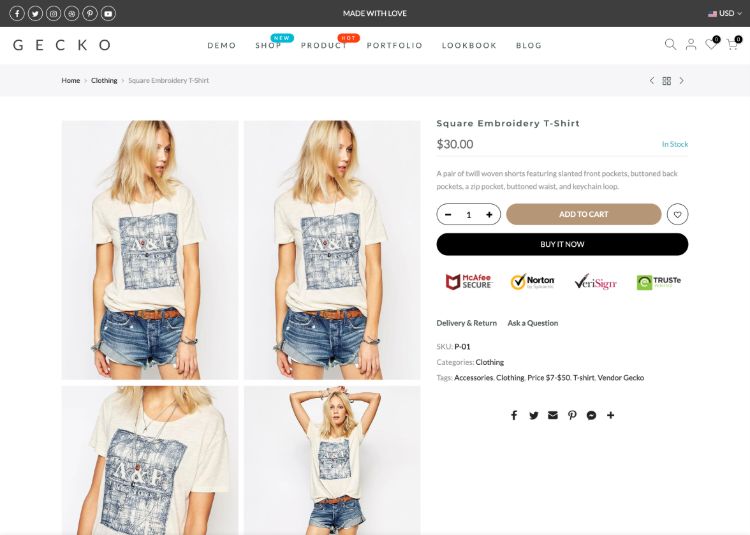 MADE WITH LOVE
USD
GECKO
DEMO
SHOP
NEW
PRODUCT
HOT
PORTFOLIO
LOOKBOOK
BLOG
0
0
Home > Clothing > Square Embroidery T-Shirt
Square Embroidery T-Shirt
$30.00
In Stock
A pair of twill woven shorts featuring slanted front pockets, buttoned back
pockets, a zip pocket, buttoned waist, and keychain loop.
− 1 +
ADD TO CART
BUY IT NOW
McAfee
SECURE
Norton
VeriSign
TRUSTe
Delivery & Return
Ask a Question
SKU: P-01
Categories: Clothing
Tags: Accessories, Clothing, Price $7-$50, T-shirt, Vendor Gecko
A&F
A&F
A&F